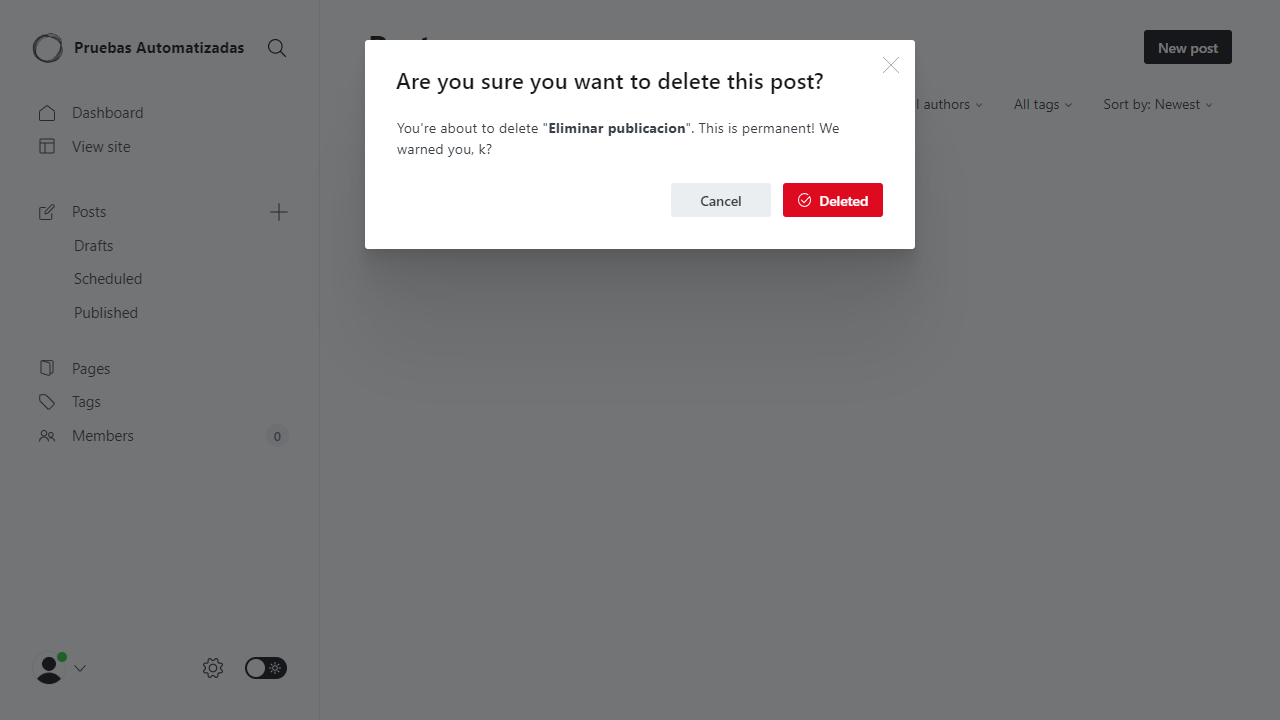 Pruebas Automatizadas
New post
Are you sure you want to delete this post?
authors
All tags
Sort by: Newest
Dashboard
You're about to delete "Eliminar publicacion". This is permanent! We
warned you, k?
View site
Cancel
Deleted
Posts
Drafts
Scheduled
Published
Pages
Tags
Members
0